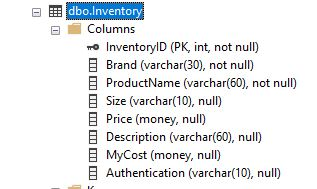 dbo.Inventory
Columns
InventoryID (PK, int, not null)
Brand (varchar(30), not null)
ProductName (varchar(60), not null)
Size (varchar(10), null)
Price (money, null)
Description (varchar(60), null)
MyCost (money, null)
Authentication (varchar(10), null)